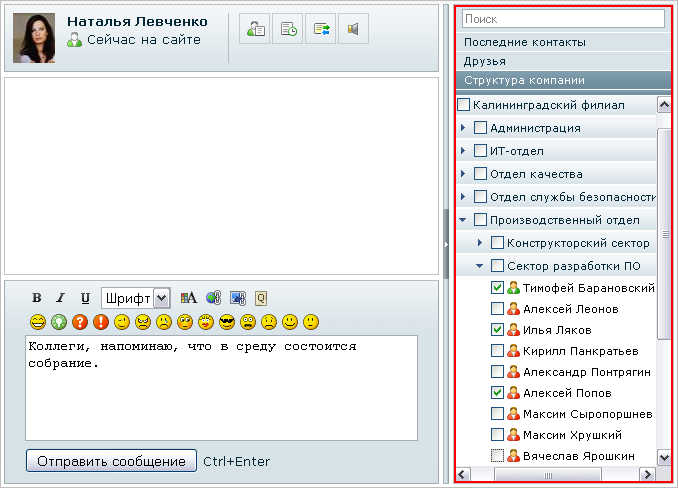 Наталья Левченко
Сейчас на сайте
B I U Шрифт A Q
Коллеги, напоминаю, что в среду состоится
собрание.
Отправить сообщение Ctrl+Enter
Поиск
Последние контакты
Друзья
Структура компании
Калининградский филиал
Администрация
ИТ-отдел
Отдел качества
Отдел службы безопасности
Производственный отдел
Конструкторский сектор
Сектор разработки ПО
Тимофей Барановский
Алексей Леонов
Илья Ляков
Кирилл Панкратьев
Александр Понтрягин
Алексей Попов
Максим Сыропоршнев
Максим Хрушкий
Вячеслав Ярошкин